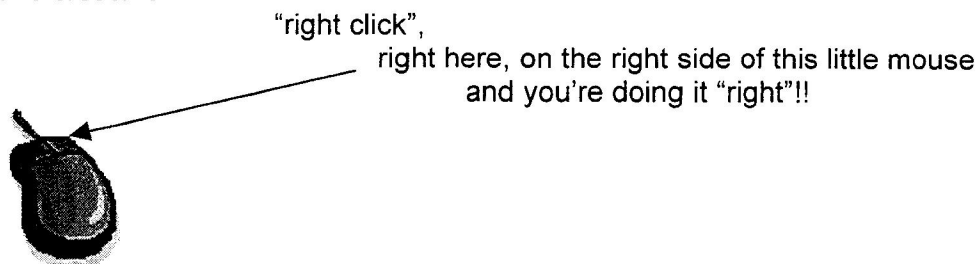 “right click”,
right here, on the right side of this little mouse
and you’re doing it “right”!!